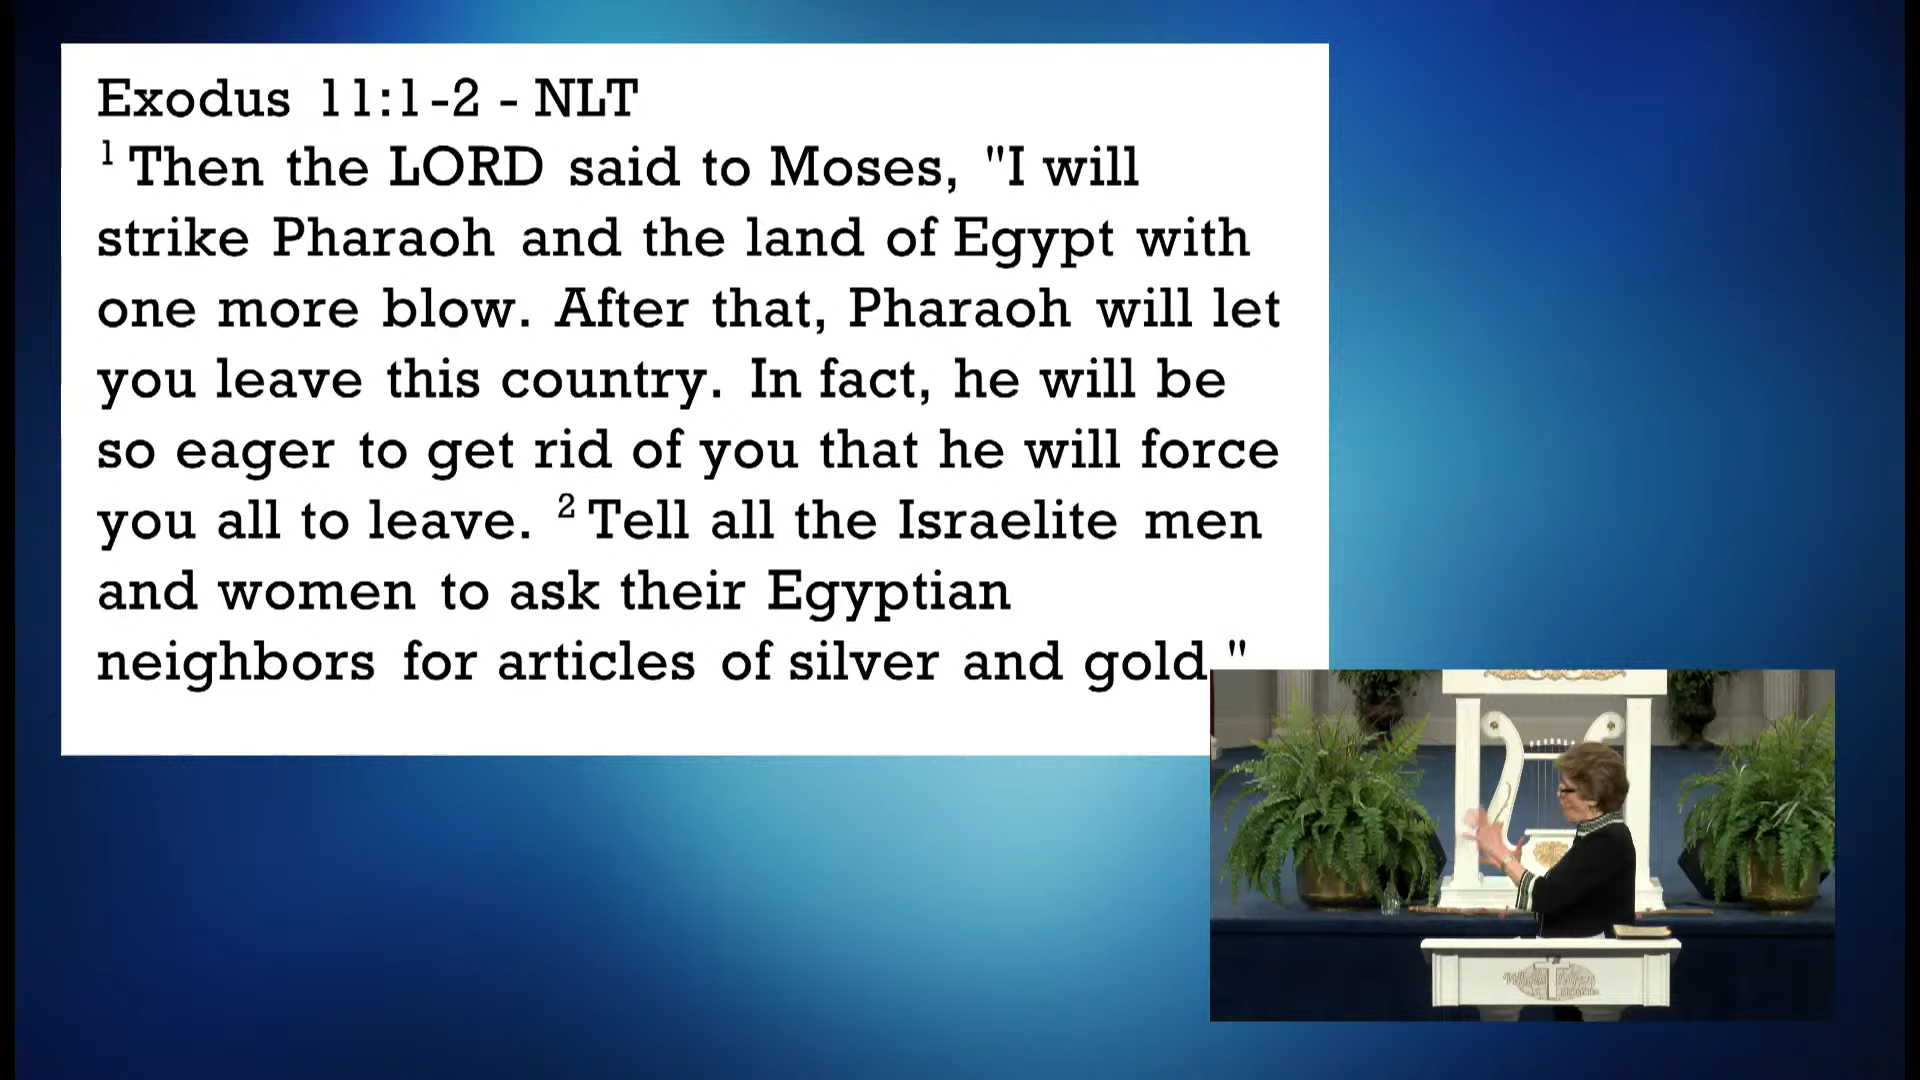 Exodus 11:1-2 - NLT
1 Then the LORD said to Moses, "I will
strike Pharaoh and the land of Egypt with
one more blow. After that, Pharaoh will let
you leave this country. In fact, he will be
so eager to get rid of you that he will force
you all to leave. 2 Tell all the Israelite men
and women to ask their Egyptian
neighbors for articles of silver and gold."